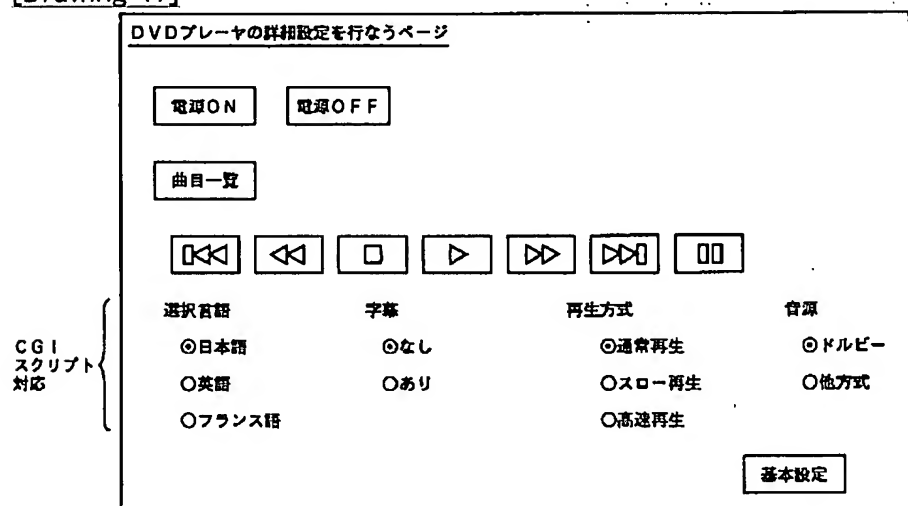 DVDプレーヤの詳細設定を行なうページ
電源ON 電源OFF
曲目一覧
選択言語 字幕 再生方式 音源
CGI
スクリプト
対応
◎日本語 ◎なし ◎通常再生 ◎ドルビー
○英語 ○あり ○スロー再生 ○他方式
○フランス語 ○高速再生
基本設定